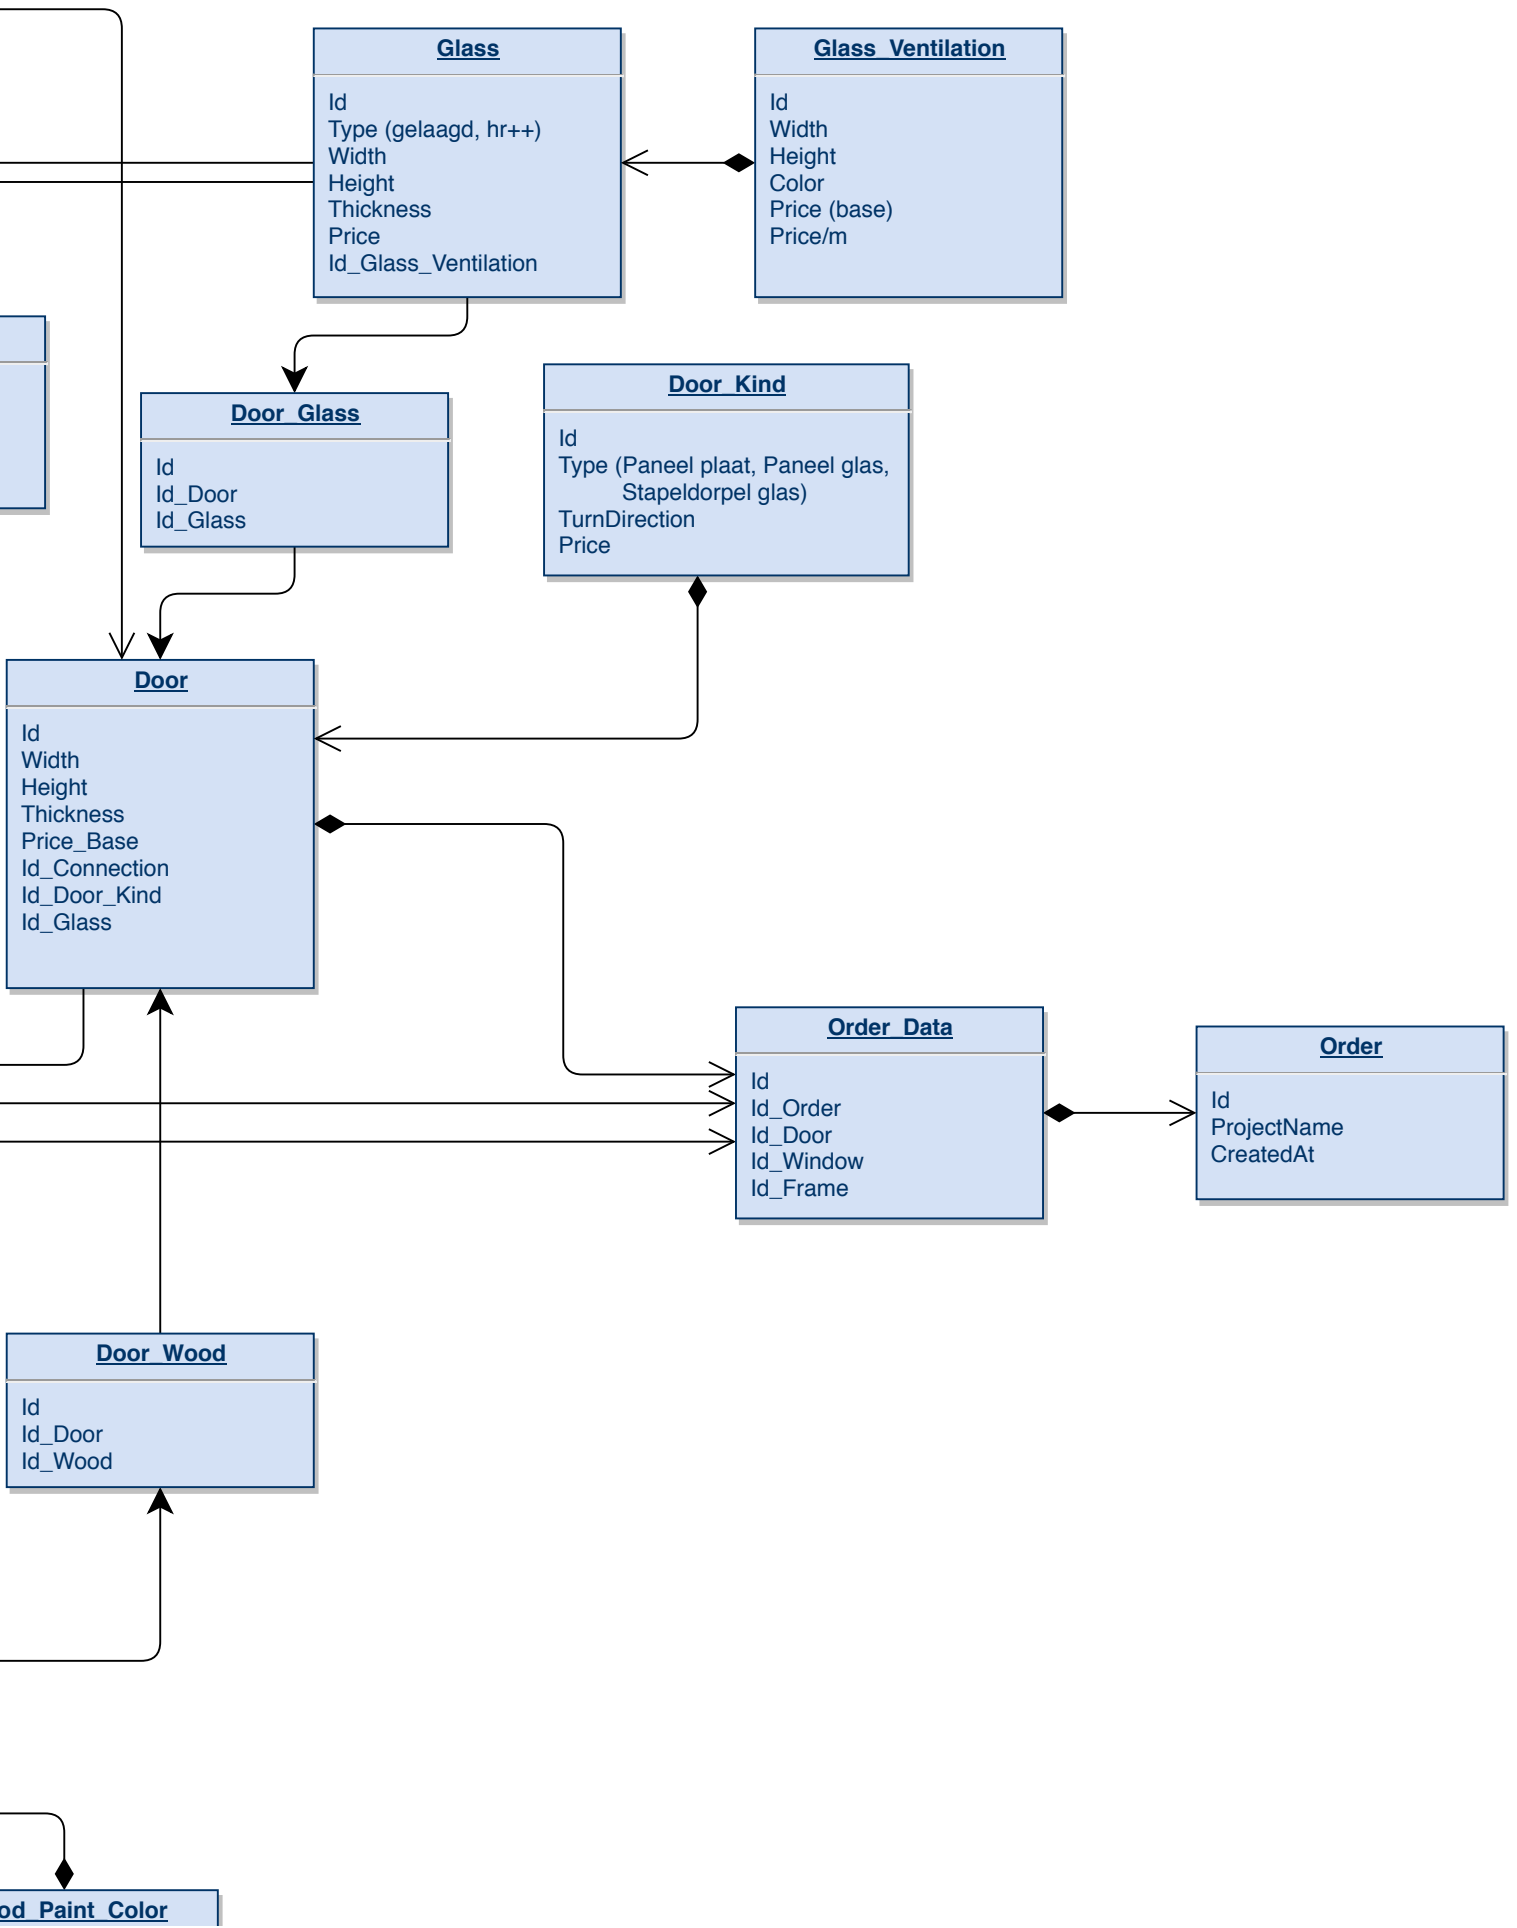 Glass
Id
Type (gelaagd, hr++)
Width
Height
Thickness
Price
Id_Glass_Ventilation
Glass_Ventilation
Id
Width
Height
Color
Price (base)
Price/m
Door_Glass
Id
Id_Door
Id_Glass
Door_Kind
Id
Type (Paneel plaat, Paneel glas,
Stapeldorpel glas)
TurnDirection
Price
Door
Id
Width
Height
Thickness
Price_Base
Id_Connection
Id_Door_Kind
Id_Glass
Order_Data
Id
Id_Order
Id_Door
Id_Window
Id_Frame
Order
Id
ProjectName
CreatedAt
Door_Wood
Id
Id_Door
Id_Wood
od_Paint_Color